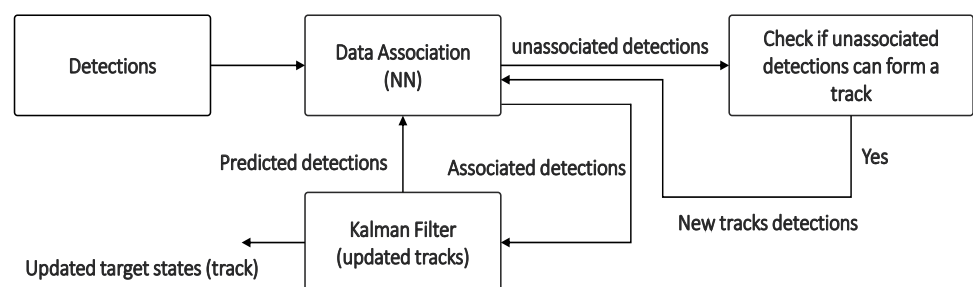 Detections
Data Association
(NN)
unassociated detections
Check if unassociated
detections can form a
track
Predicted detections
Associated detections
Yes
New tracks detections
Kalman Filter
(updated tracks)
Updated target states (track)